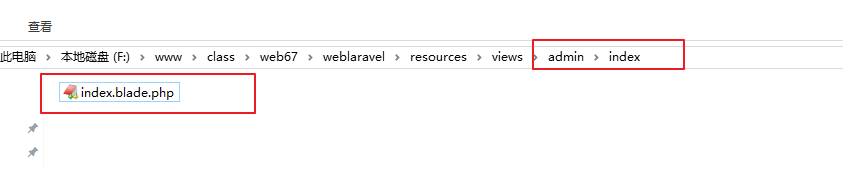 查看
此电脑 > 本地磁盘 (F:) > www > class > web67 > weblaravel > resources > views > admin > index
index.blade.php